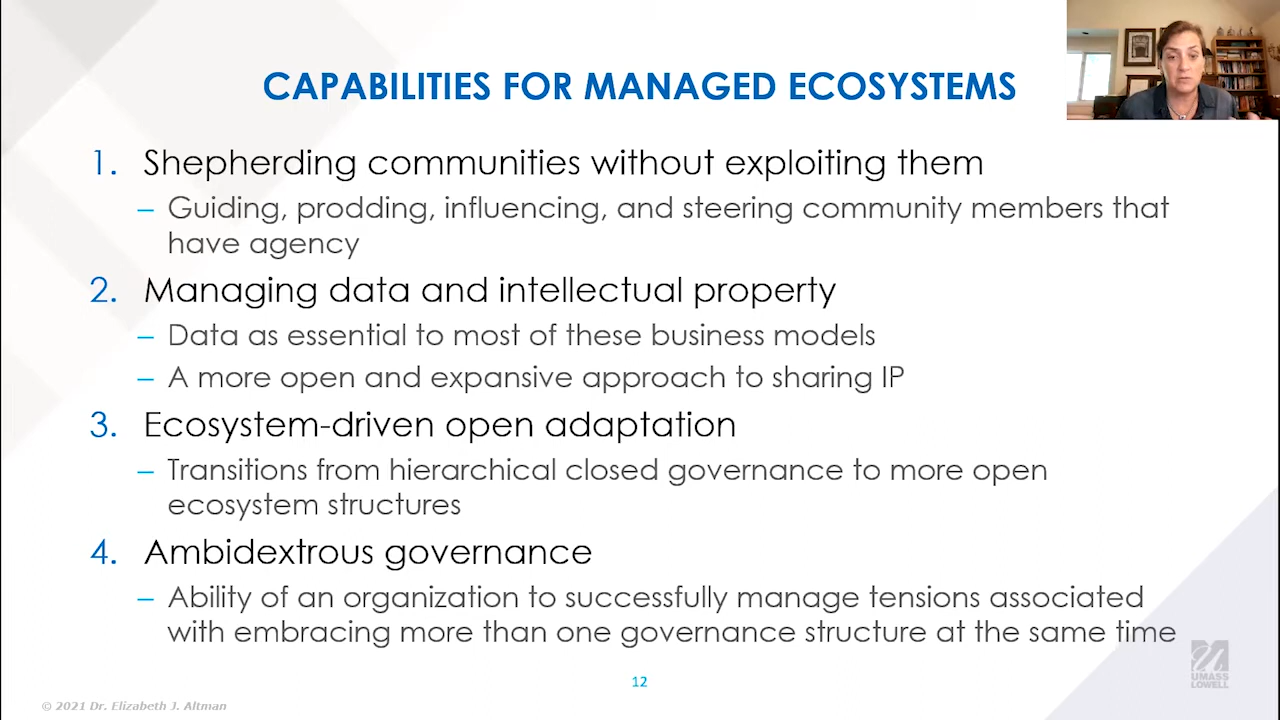 CAPABILITIES FOR MANAGED ECOSYSTEMS
1. Shepherding communities without exploiting them
– Guiding, prodding, influencing, and steering community members that
have agency
2. Managing data and intellectual property
– Data as essential to most of these business models
– A more open and expansive approach to sharing IP
3. Ecosystem-driven open adaptation
– Transitions from hierarchical closed governance to more open
ecosystem structures
4. Ambidextrous governance
– Ability of an organization to successfully manage tensions associated
with embracing more than one governance structure at the same time
UMASS
LOWELL
12
© 2021 Dr. Elizabeth J. Altman